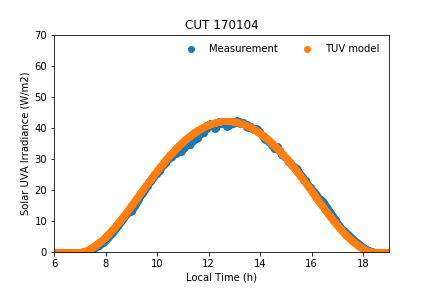 CUT 170104
Measurement
TUV model
70
60
50
40
30
20
10
0
Solar UVA Irradiance (W/m2)
6 8 10 12 14 16 18
Local Time (h)